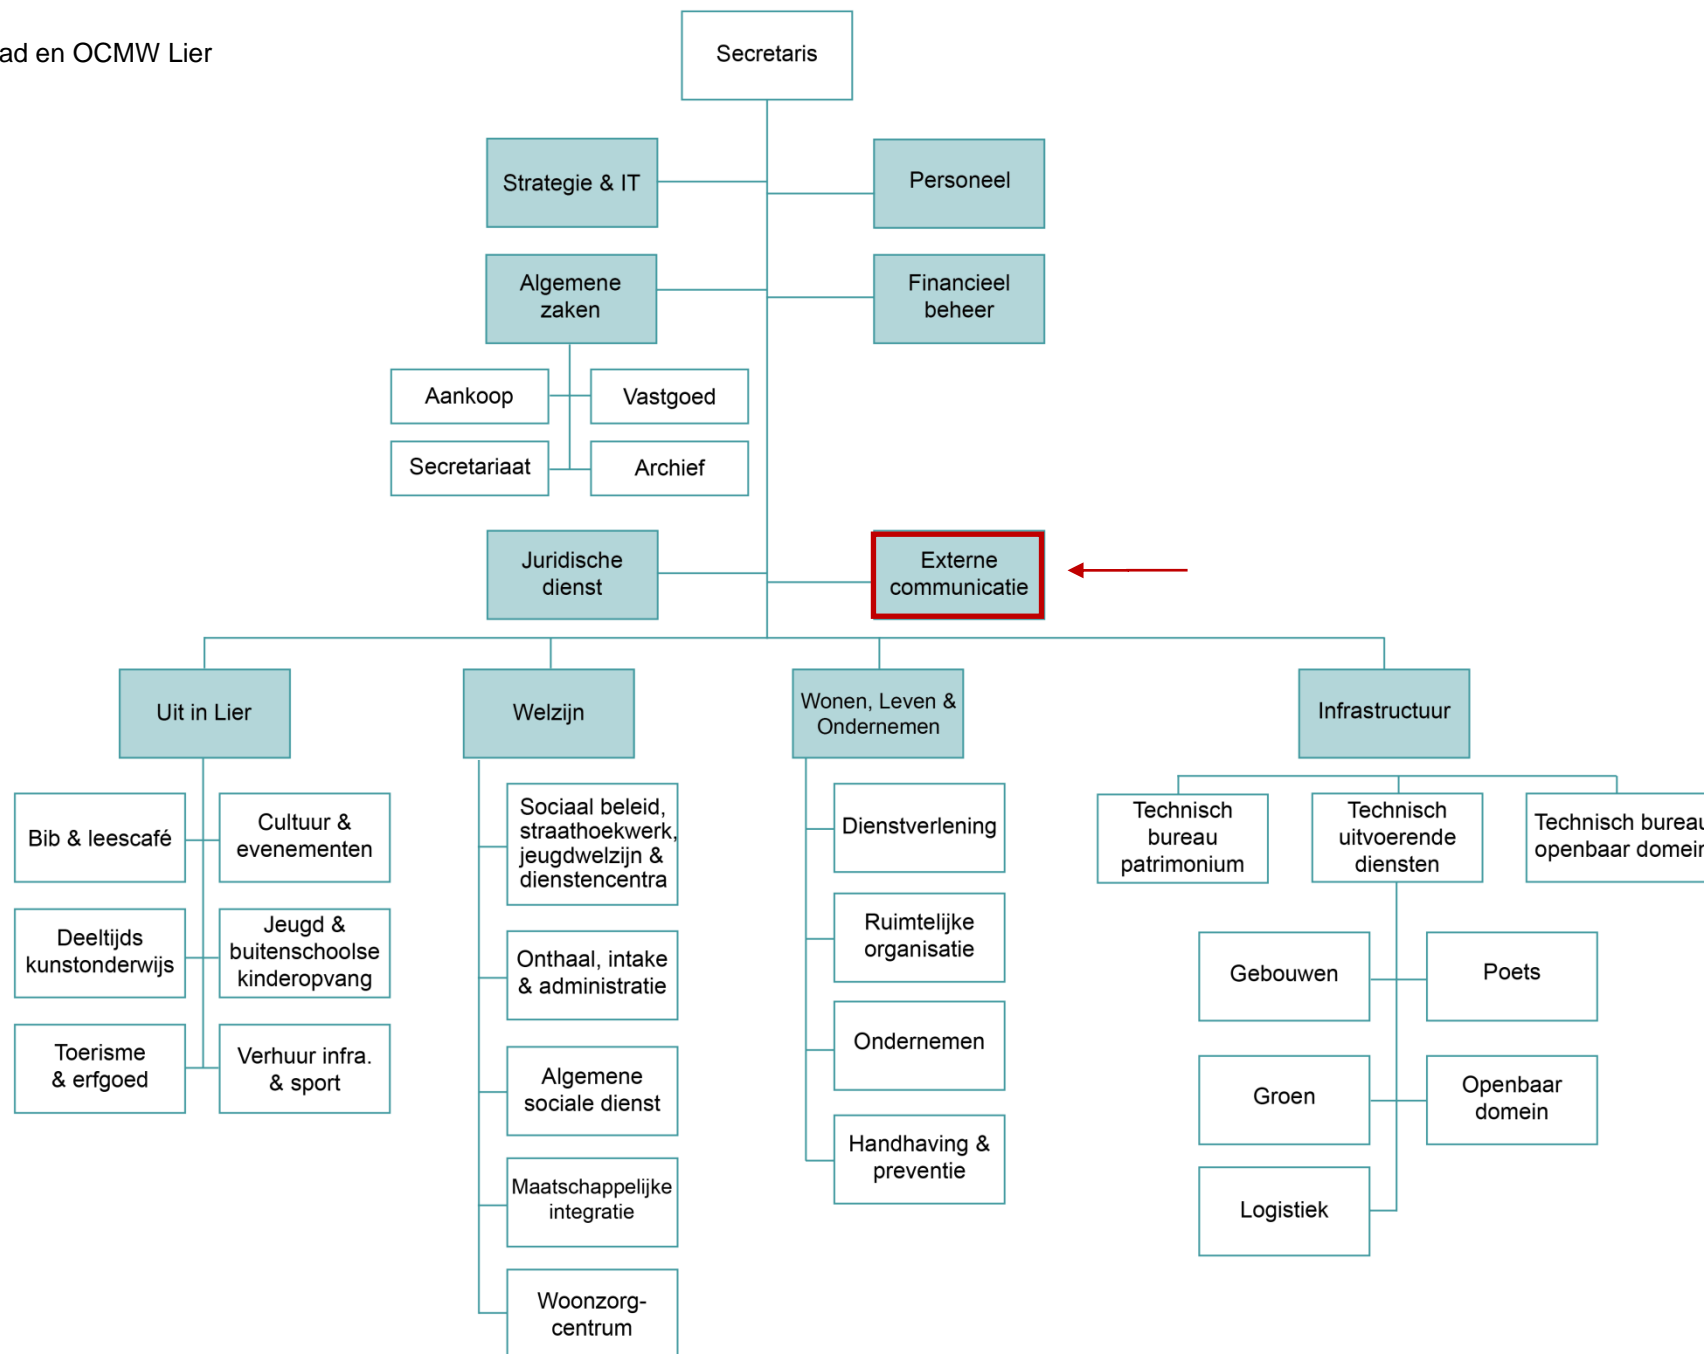 ad en OCMW Lier
Secretaris
Strategie & IT
Personeel
Algemene
zaken
Financieel
beheer
Aankoop
Vastgoed
Secretariaat
Archief
Juridische
dienst
Externe
communicatie
Uit in Lier
Welzijn
Wonen, Leven &
Ondernemen
Infrastructuur
Bib & leescafé
Cultuur &
evenementen
Deeltijds
kunstonderwijs
Jeugd &
buitenschoolse
kinderopvang
Toerisme
& erfgoed
Verhuur infra.
& sport
Sociaal beleid,
straathoekwerk,
jeugdwelzijn &
dienstencentra
Onthaal, intake
& administratie
Algemene
sociale dienst
Maatschappelijke
integratie
Woonzorg-
centrum
Dienstverlening
Ruimtelijke
organisatie
Ondernemen
Handhaving &
preventie
Technisch
bureau
patrimonium
Technisch
uitvoerende
diensten
Technisch bureau
openbaar domein
Gebouwen
Poets
Groen
Openbaar
domein
Logistiek